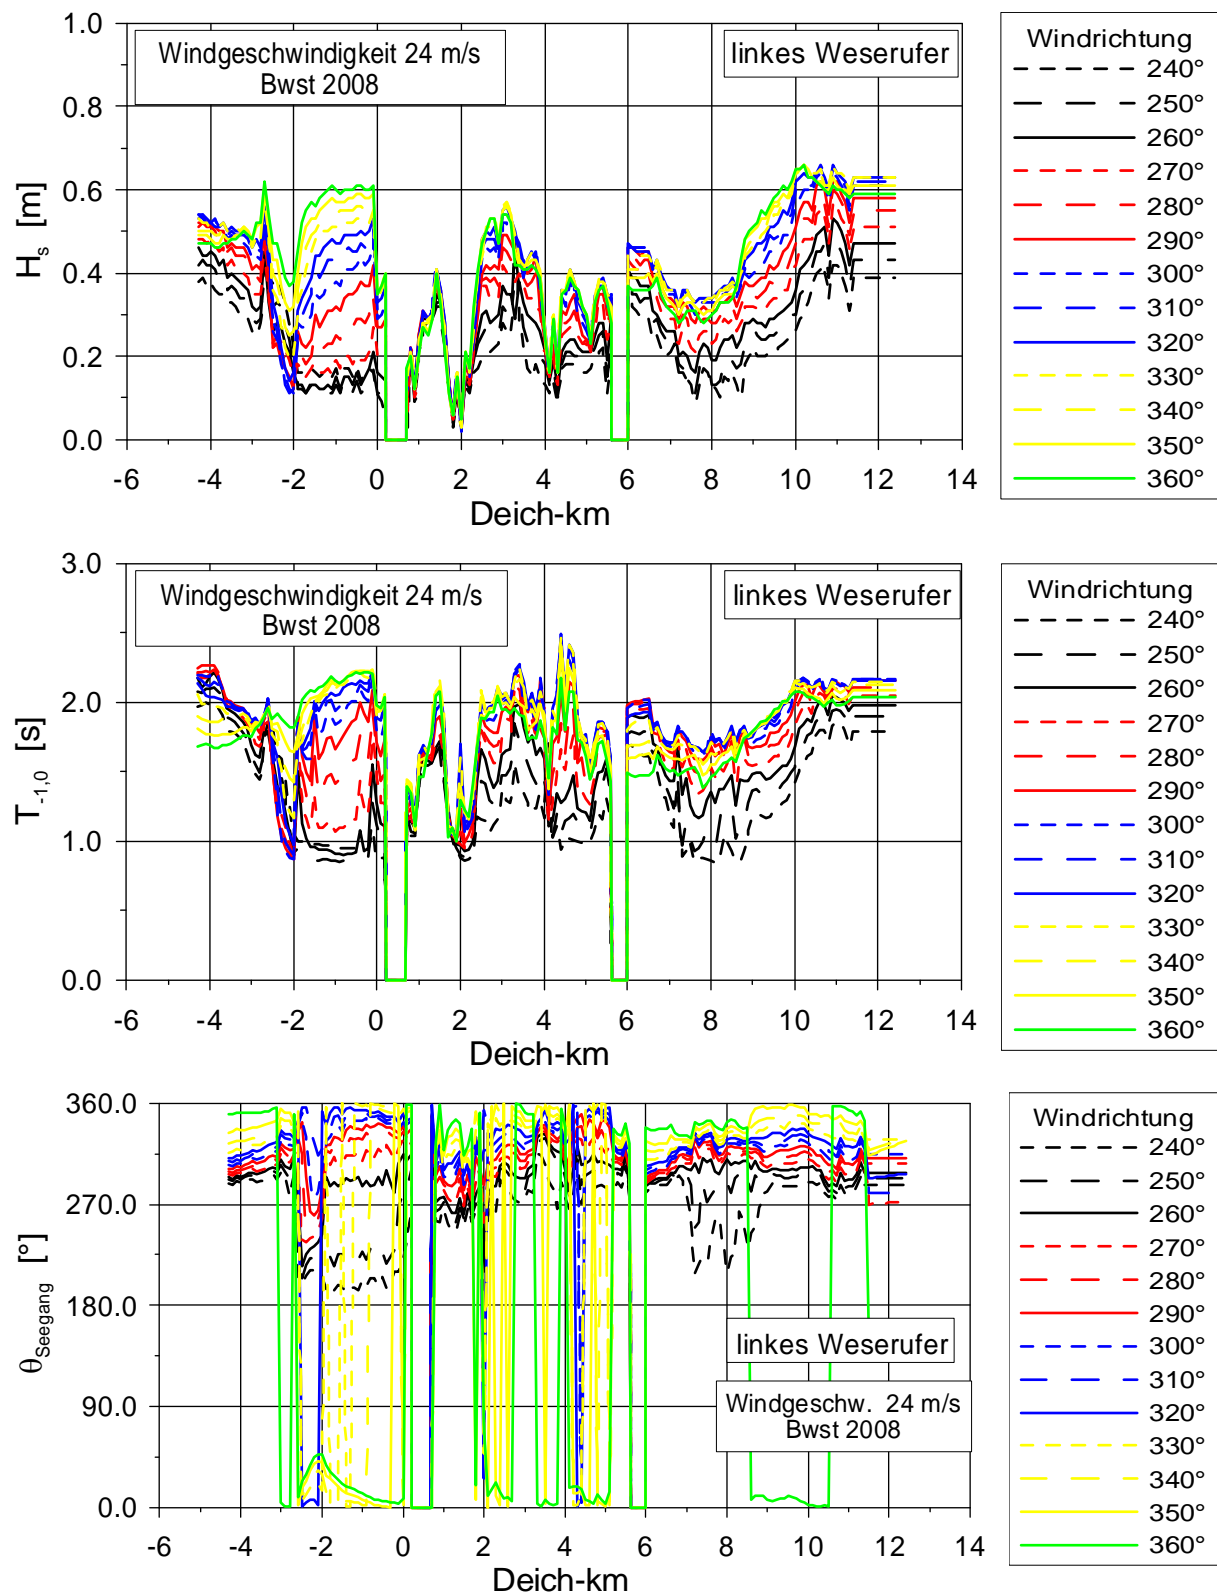 1.0
0.8
0.6
0.4
0.2
0.0
H_s [m]
Windgeschwindigkeit 24 m/s
Bwst 2008
linkes Weserufer
-6 -4 -2 0 2 4 6 8 10 12 14
Deich-km
Windrichtung
240°
250°
260°
270°
280°
290°
300°
310°
320°
330°
340°
350°
360°
3.0
2.0
1.0
0.0
T_-1,0 [s]
Windgeschwindigkeit 24 m/s
Bwst 2008
linkes Weserufer
-6 -4 -2 0 2 4 6 8 10 12 14
Deich-km
Windrichtung
240°
250°
260°
270°
280°
290°
300°
310°
320°
330°
340°
350°
360°
360.0
270.0
180.0
90.0
0.0
θ_Seegang [°]
linkes Weserufer
Windgeschw. 24 m/s
Bwst 2008
-6 -4 -2 0 2 4 6 8 10 12 14
Deich-km
Windrichtung
240°
250°
260°
270°
280°
290°
300°
310°
320°
330°
340°
350°
360°